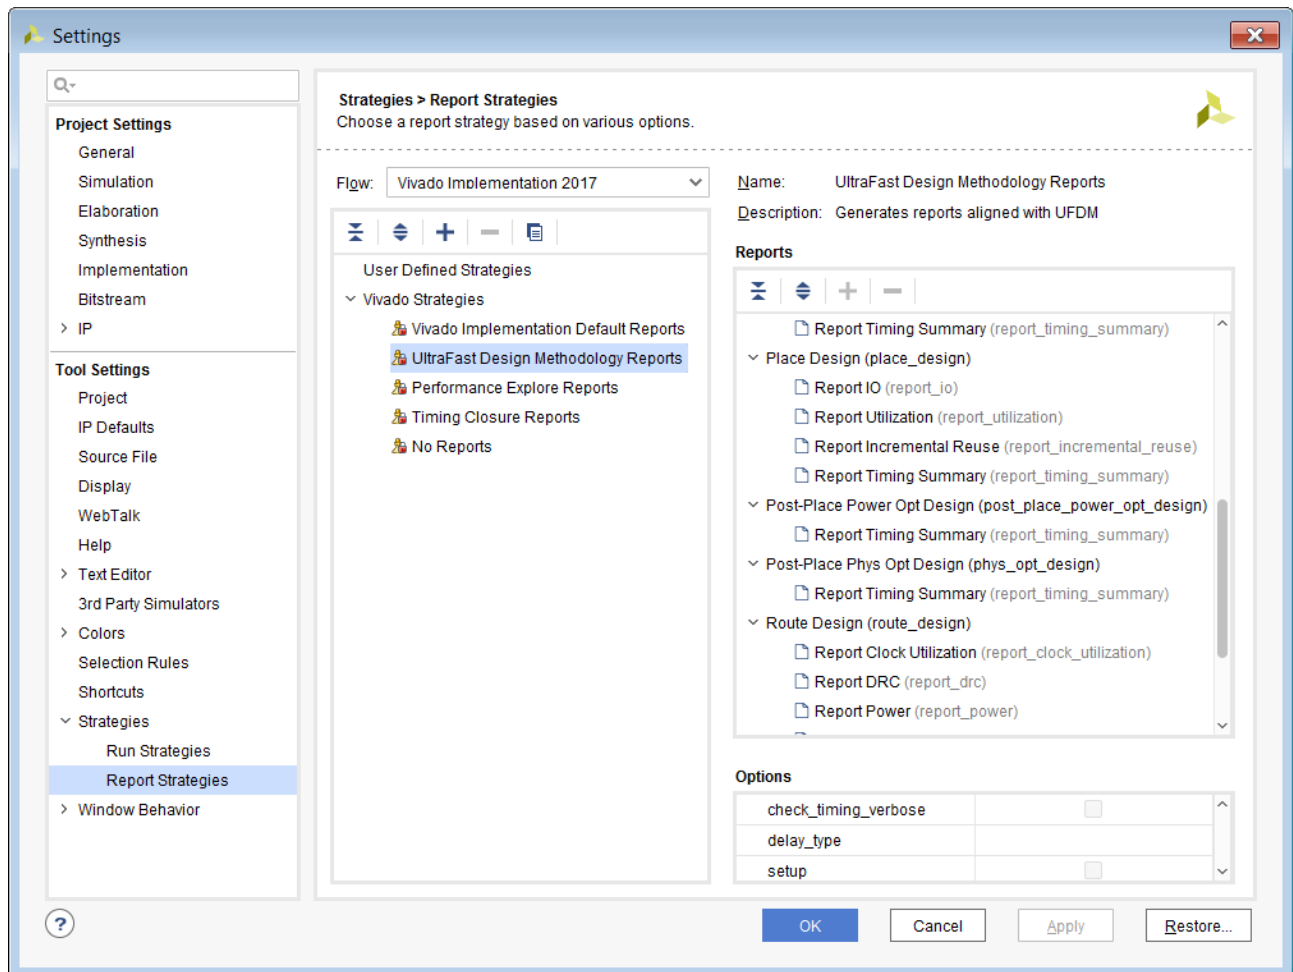 Settings
Project Settings
General
Simulation
Elaboration
Synthesis
Implementation
Bitstream
IP
Tool Settings
Project
IP Defaults
Source File
Display
WebTalk
Help
Text Editor
3rd Party Simulators
Colors
Selection Rules
Shortcuts
Strategies
Run Strategies
Report Strategies
Window Behavior
Strategies > Report Strategies
Choose a report strategy based on various options.
Flow: Vivado Implementation 2017
User Defined Strategies
Vivado Strategies
Vivado Implementation Default Reports
UltraFast Design Methodology Reports
Performance Explore Reports
Timing Closure Reports
No Reports
Name: UltraFast Design Methodology Reports
Description: Generates reports aligned with UFDM
Reports
Report Timing Summary (report_timing_summary)
Place Design (place_design)
Report IO (report_io)
Report Utilization (report_utilization)
Report Incremental Reuse (report_incremental_reuse)
Report Timing Summary (report_timing_summary)
Post-Place Power Opt Design (post_place_power_opt_design)
Report Timing Summary (report_timing_summary)
Post-Place Phys Opt Design (phys_opt_design)
Report Timing Summary (report_timing_summary)
Route Design (route_design)
Report Clock Utilization (report_clock_utilization)
Report DRC (report_drc)
Report Power (report_power)
Options
check_timing_verbose
delay_type
setup
?
OK
Cancel
Apply
Restore...